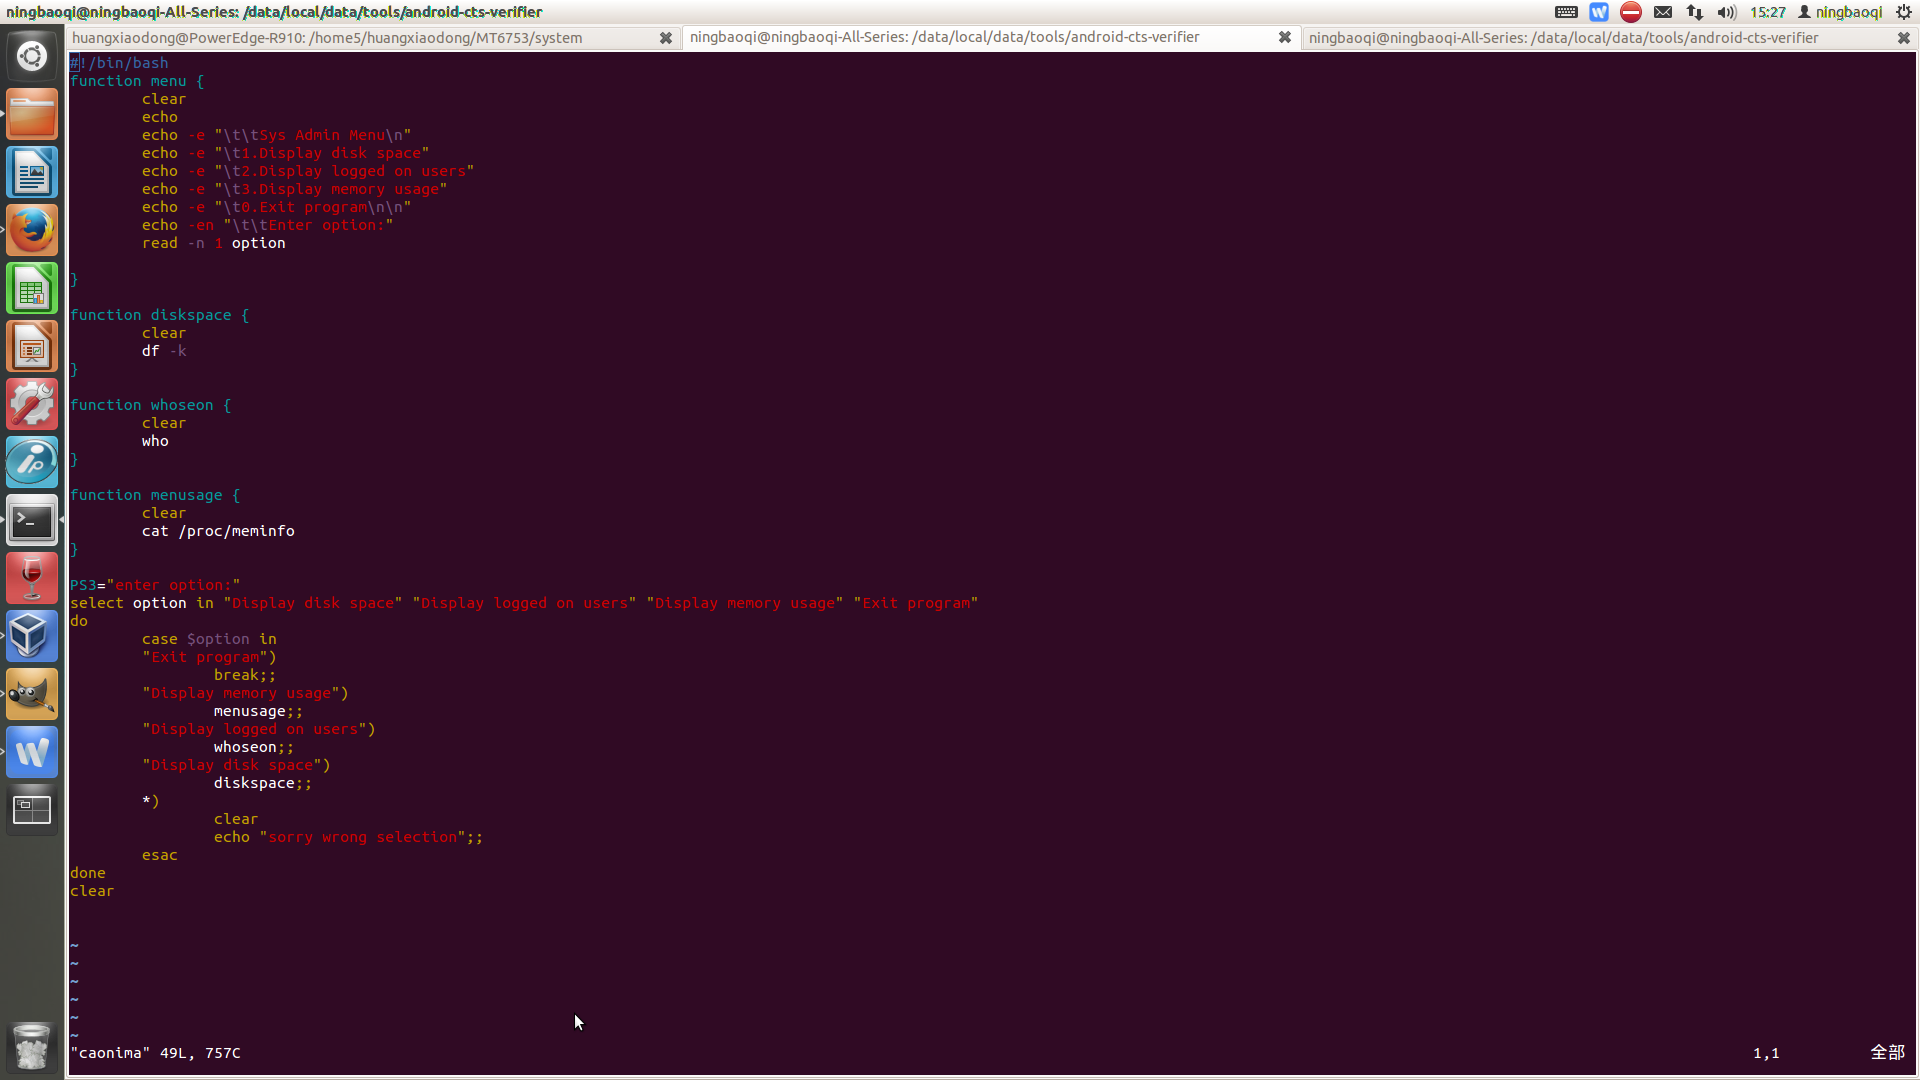 ningbaoqi@ningbaoqi-All-Series: /data/local/data/tools/android-cts-verifier
15:27 ningbaoqi
huangxiaodong@PowerEdge-R910: /home5/huangxiaodong/MT6753/system
ningbaoqi@ningbaoqi-All-Series: /data/local/data/tools/android-cts-verifier
ningbaoqi@ningbaoqi-All-Series: /data/local/data/tools/android-cts-verifier
#!/bin/bash
function menu {
clear
echo
echo -e "\t\tSys Admin Menu\n"
echo -e "\t1.Display disk space"
echo -e "\t2.Display logged on users"
echo -e "\t3.Display memory usage"
echo -e "\t0.Exit program\n\n"
echo -en "\t\tEnter option:"
read -n 1 option
}
function diskspace {
clear
df -k
}
function whoseon {
clear
who
}
function menusage {
clear
cat /proc/meminfo
}
PS3="enter option:"
select option in "Display disk space" "Display logged on users" "Display memory usage" "Exit program"
do
case $option in
"Exit program")
break;;
"Display memory usage")
menusage;;
"Display logged on users")
whoseon;;
"Display disk space")
diskspace;;
*)
clear
echo "sorry wrong selection";;
esac
done
clear
~
~
~
~
~
~
"caonima" 49L, 757C
1,1
全部